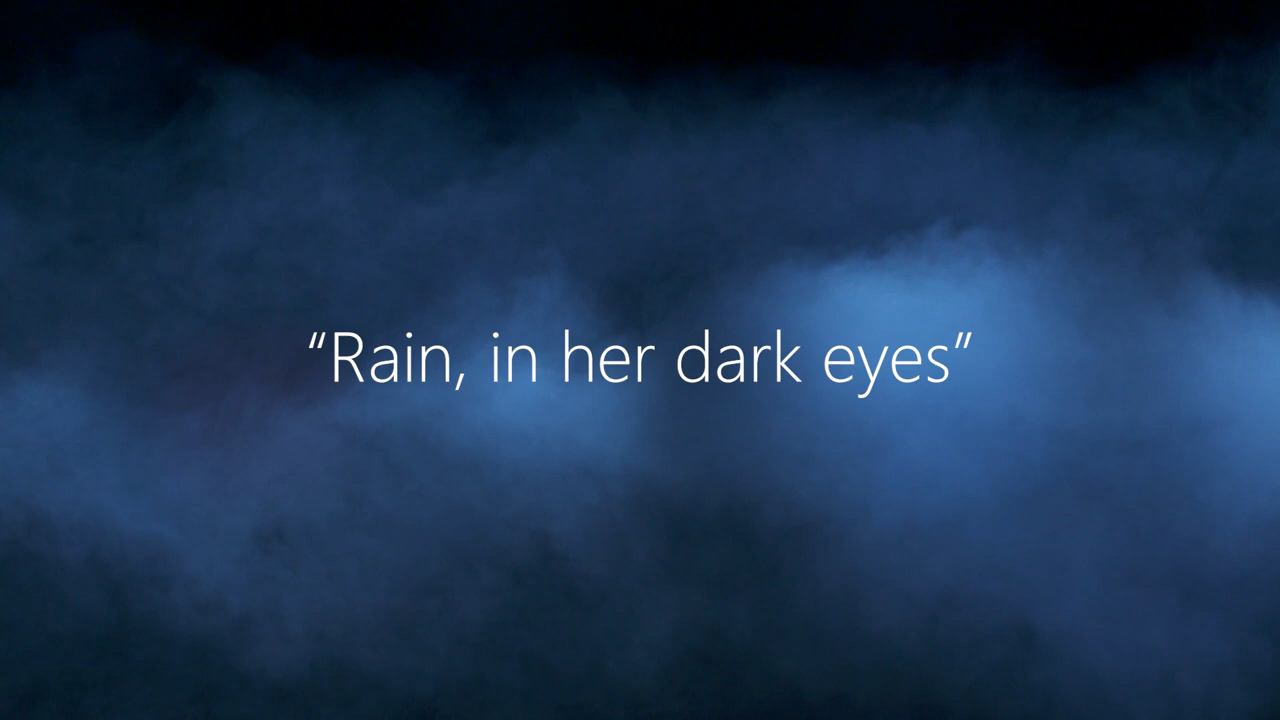 “Rain, in her dark eyes”